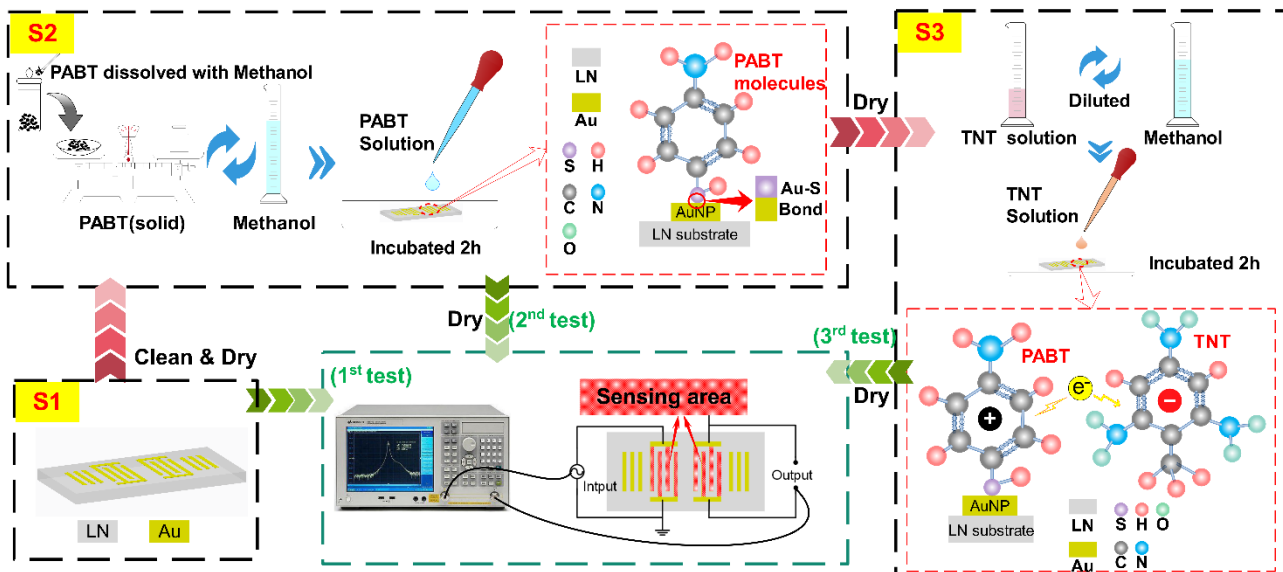 S2
PABT dissolved with Methanol
PABT(solid)
Methanol
PABT
Solution
Incubated 2h
LN
Au
S H
C N
O
PABT
molecules
Au-S
Bond
AuNP
LN substrate
Dry
S3
TNT solution
Diluted
Methanol
TNT
Solution
Incubated 2h
PABT
TNT
e-
+
−
AuNP
LN substrate
LN
S H O
Au
C N
Clean & Dry
Dry
(2nd test)
(3rd test)
Dry
S1
LN
Au
(1st test)
Sensing area
Intput
Output